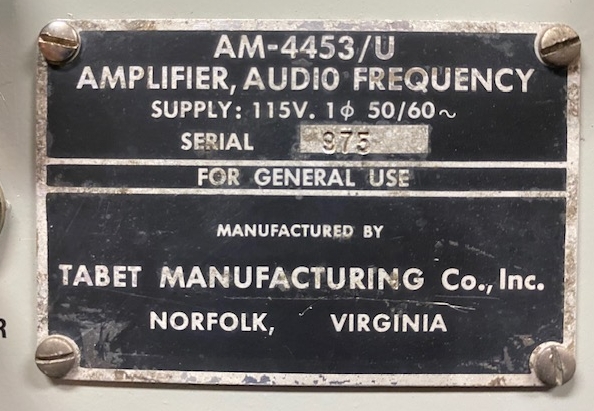 AM-4453/U
AMPLIFIER, AUDIO FREQUENCY
SUPPLY: 115V. 1ϕ 50/60~
SERIAL 975
FOR GENERAL USE
MANUFACTURED BY
TABET MANUFACTURING Co., Inc.
NORFOLK, VIRGINIA
R